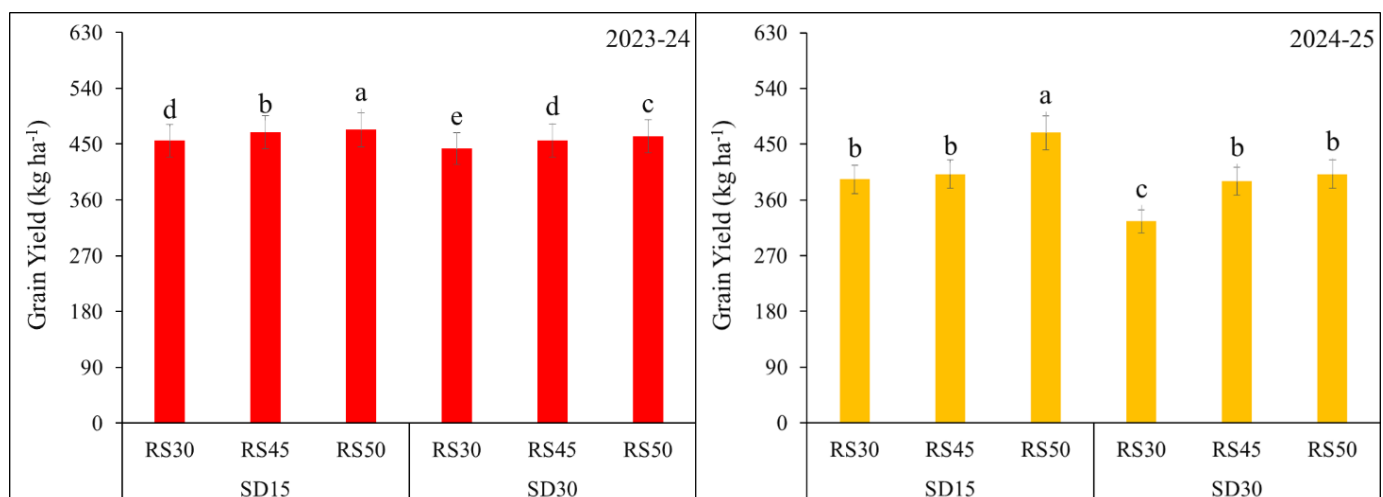 2023-24
Grain Yield (kg ha-1)
630
540
450
360
270
180
90
0
d b a e d c
RS30 RS45 RS50 RS30 RS45 RS50
SD15 SD30
2024-25
Grain Yield (kg ha-1)
630
540
450
360
270
180
90
0
b b a c b b
RS30 RS45 RS50 RS30 RS45 RS50
SD15 SD30